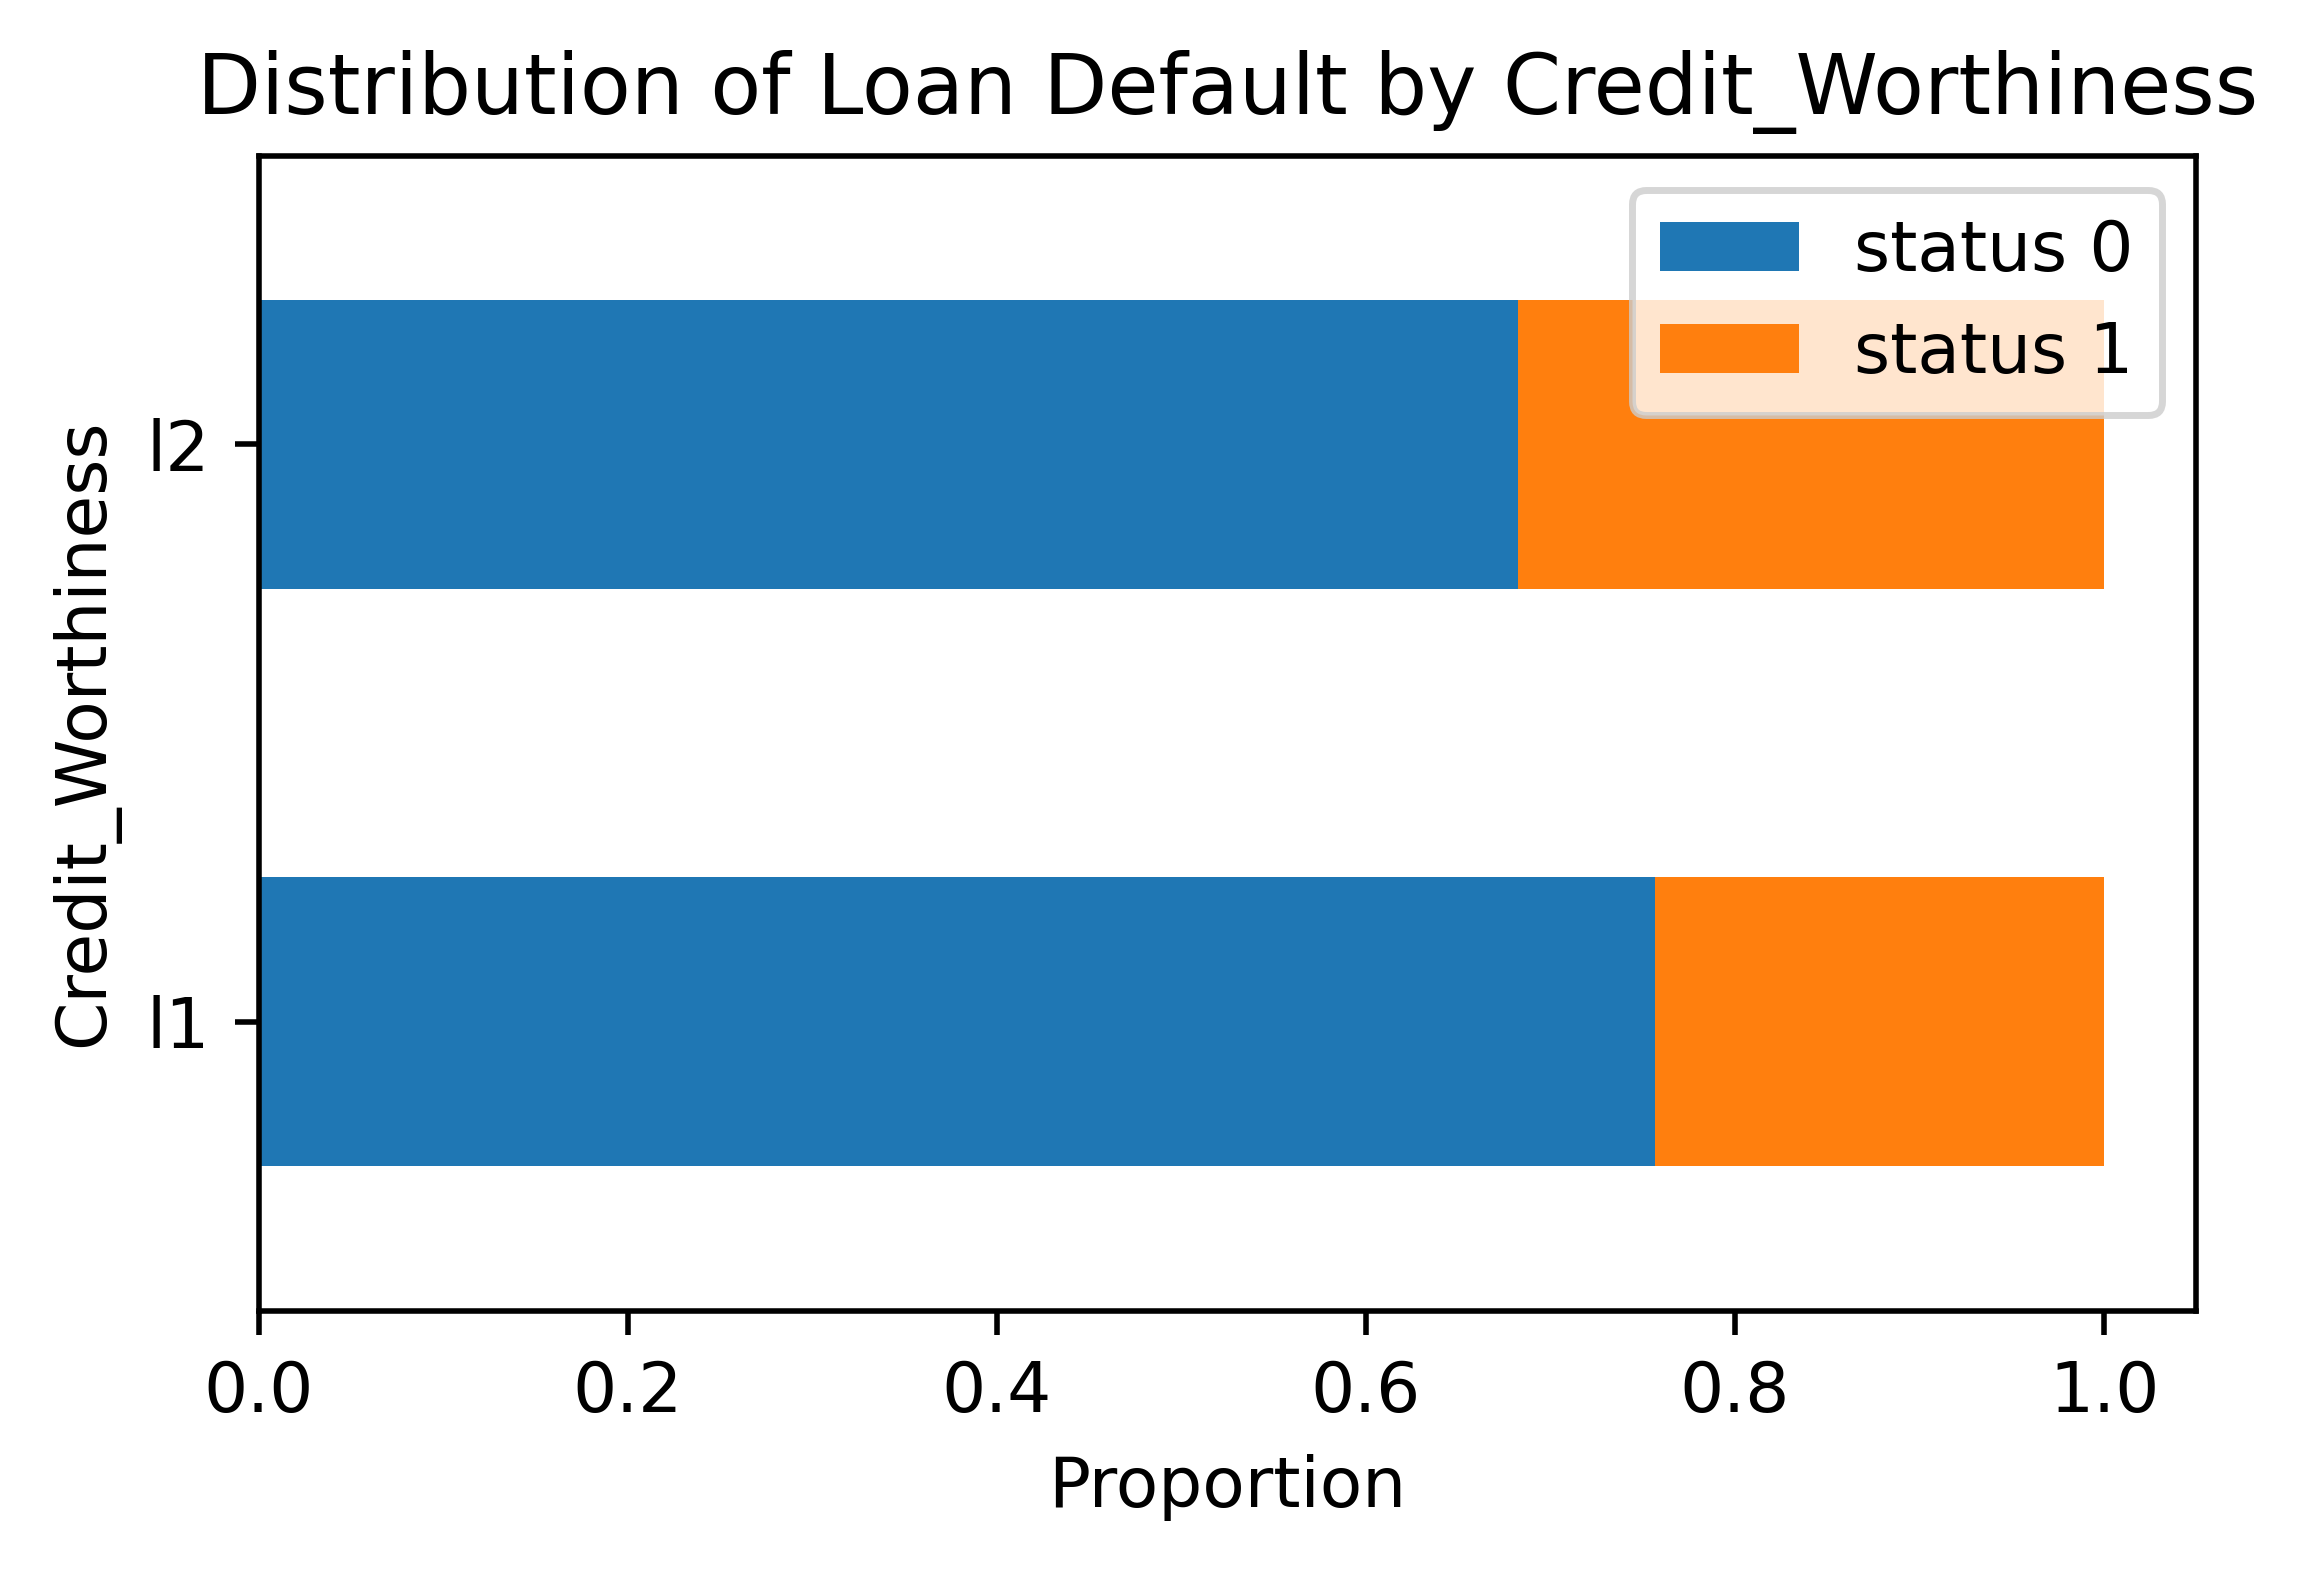 Distribution of Loan Default by Credit_Worthiness
status 0
status 1
Credit_Worthiness
l2
l1
0.0 0.2 0.4 0.6 0.8 1.0
Proportion